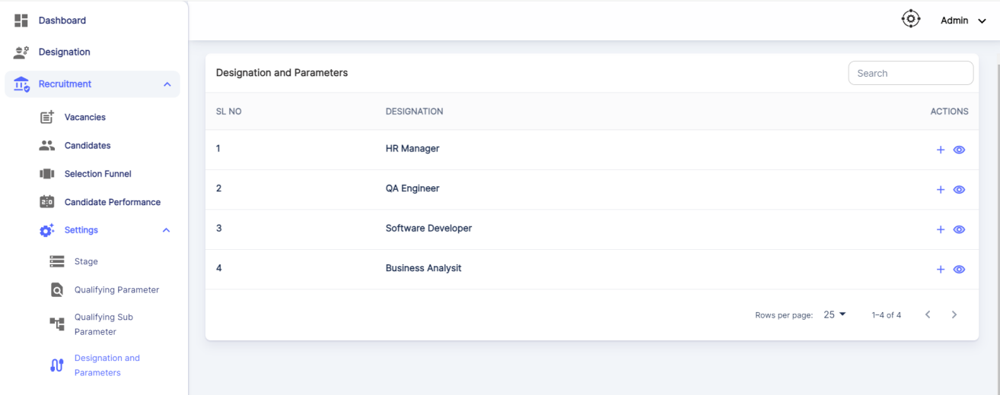 Dashboard
Designation
Recruitment
Vacancies
Candidates
Selection Funnel
Candidate Performance
Settings
Stage
Qualifying Parameter
Qualifying Sub
Parameter
Designation and
Parameters
Admin
Designation and Parameters
Search
SL NO DESIGNATION ACTIONS
1 HR Manager
2 QA Engineer
3 Software Developer
4 Business Analysit
Rows per page: 25 1–4 of 4